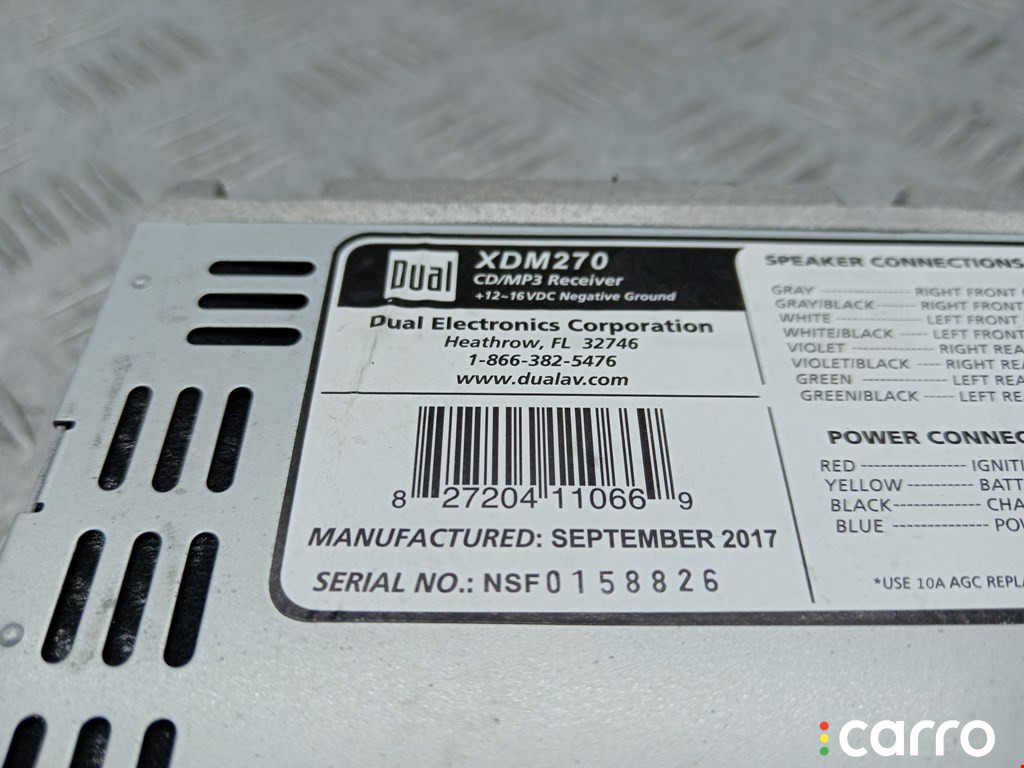 Dual
XDM270
CD/MP3 Receiver
+12~16VDC Negative Ground
Dual Electronics Corporation
Heathrow, FL 32746
1-866-382-5476
www.dualav.com
8 27204 11066 9
MANUFACTURED: SEPTEMBER 2017
SERIAL NO.: NSF0158826
SPEAKER CONNECTIONS
GRAY ---------- RIGHT FRONT
GRAY/BLACK ------- RIGHT FRONT
WHITE ------------ LEFT FRONT
WHITE/BLACK ----- LEFT FRONT
VIOLET ----------- RIGHT REA
VIOLET/BLACK ----- RIGHT REA
GREEN ------------ LEFT REA
GREEN/BLACK ----- LEFT REA
POWER CONNEC
RED ----------------- IGNITI
YELLOW ------------- BATT
BLACK -------------- CHA
BLUE --------------- PO
*USE 10A AGC REPLA
carro